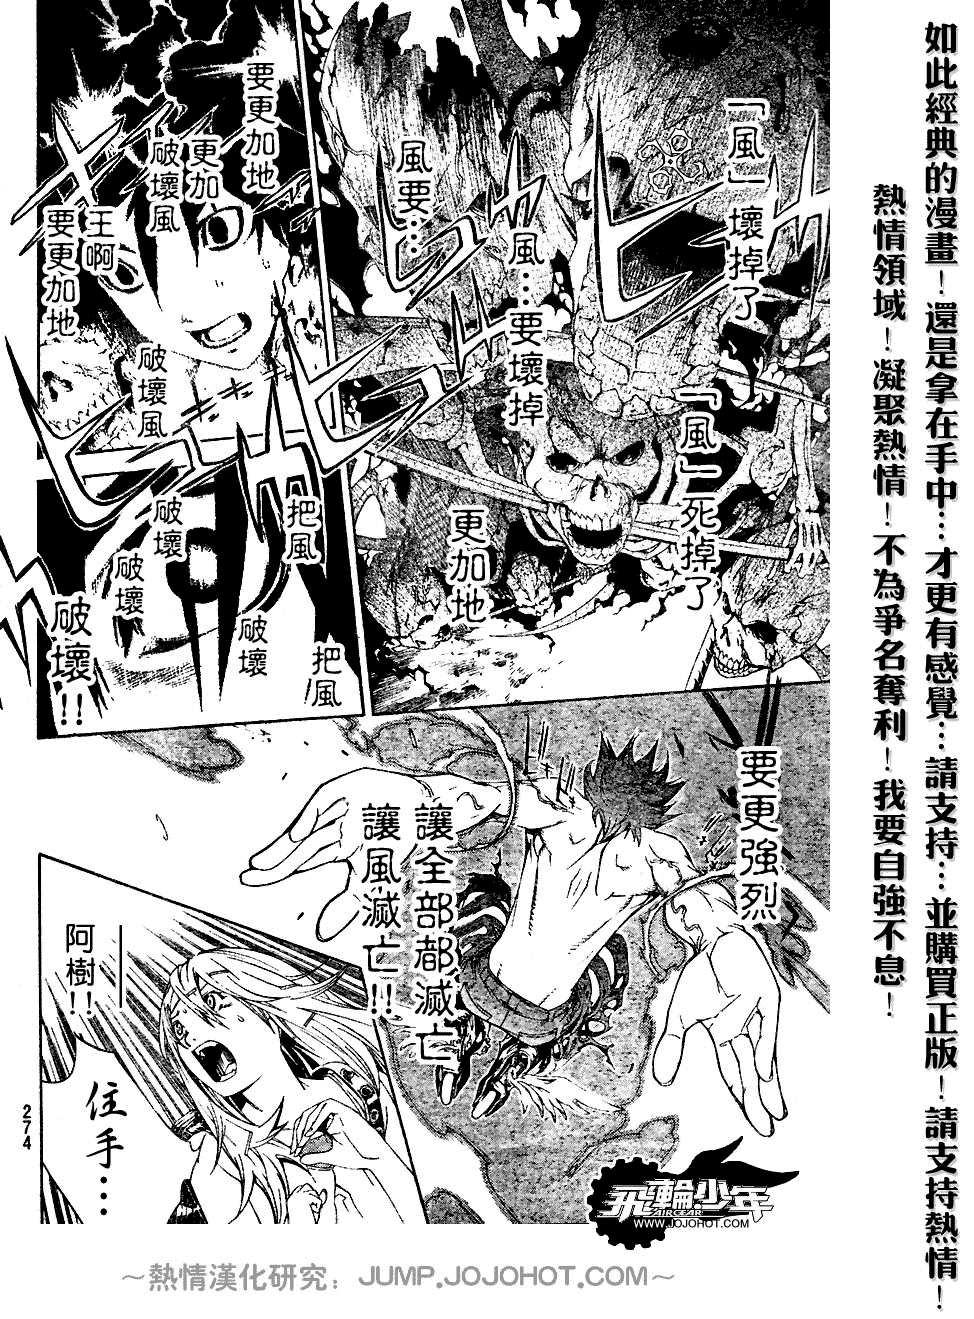 「風」壞掉了
「風」死掉了
風…要壞掉
風要…
更加地
要更加地
更加
破壞風
王啊
要更加地
破壞風
把風
把風
破壞
破壞
破壞
破壞!!
要更強烈
讓全部都滅亡
讓風滅亡!!
阿樹!!
住手…
274
飛輪少年
AIRGEAR
WWW.JOJOHOT.COM
～熱情漢化研究：JUMP.JOJOHOT.COM～
如此經典的漫畫！還是拿在手中…才更有感覺…請支持…並購買正版！請支持熱情！
熱情領域！凝聚熱情！不為爭名奪利！我要自強不息！